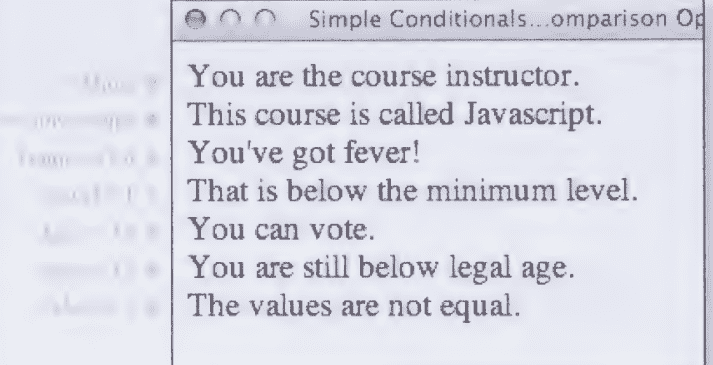 Simple Conditionals...omparison Op
You are the course instructor.
This course is called Javascript.
You've got fever!
That is below the minimum level.
You can vote.
You are still below legal age.
The values are not equal.